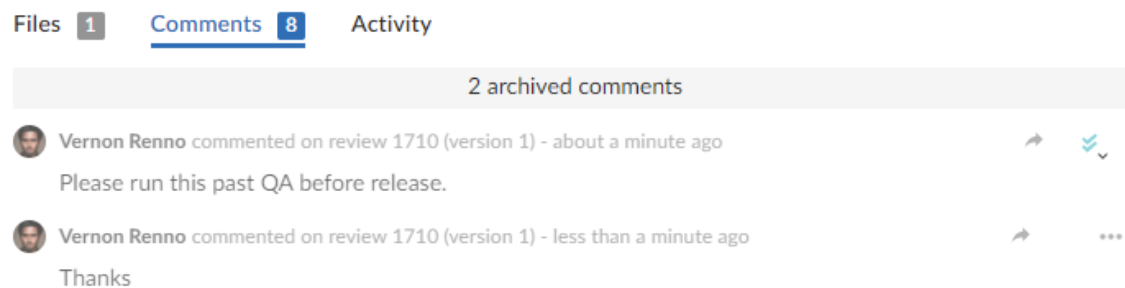 Files 1 Comments 8 Activity
2 archived comments
Vernon Renno commented on review 1710 (version 1) - about a minute ago
Please run this past QA before release.
Vernon Renno commented on review 1710 (version 1) - less than a minute ago
Thanks